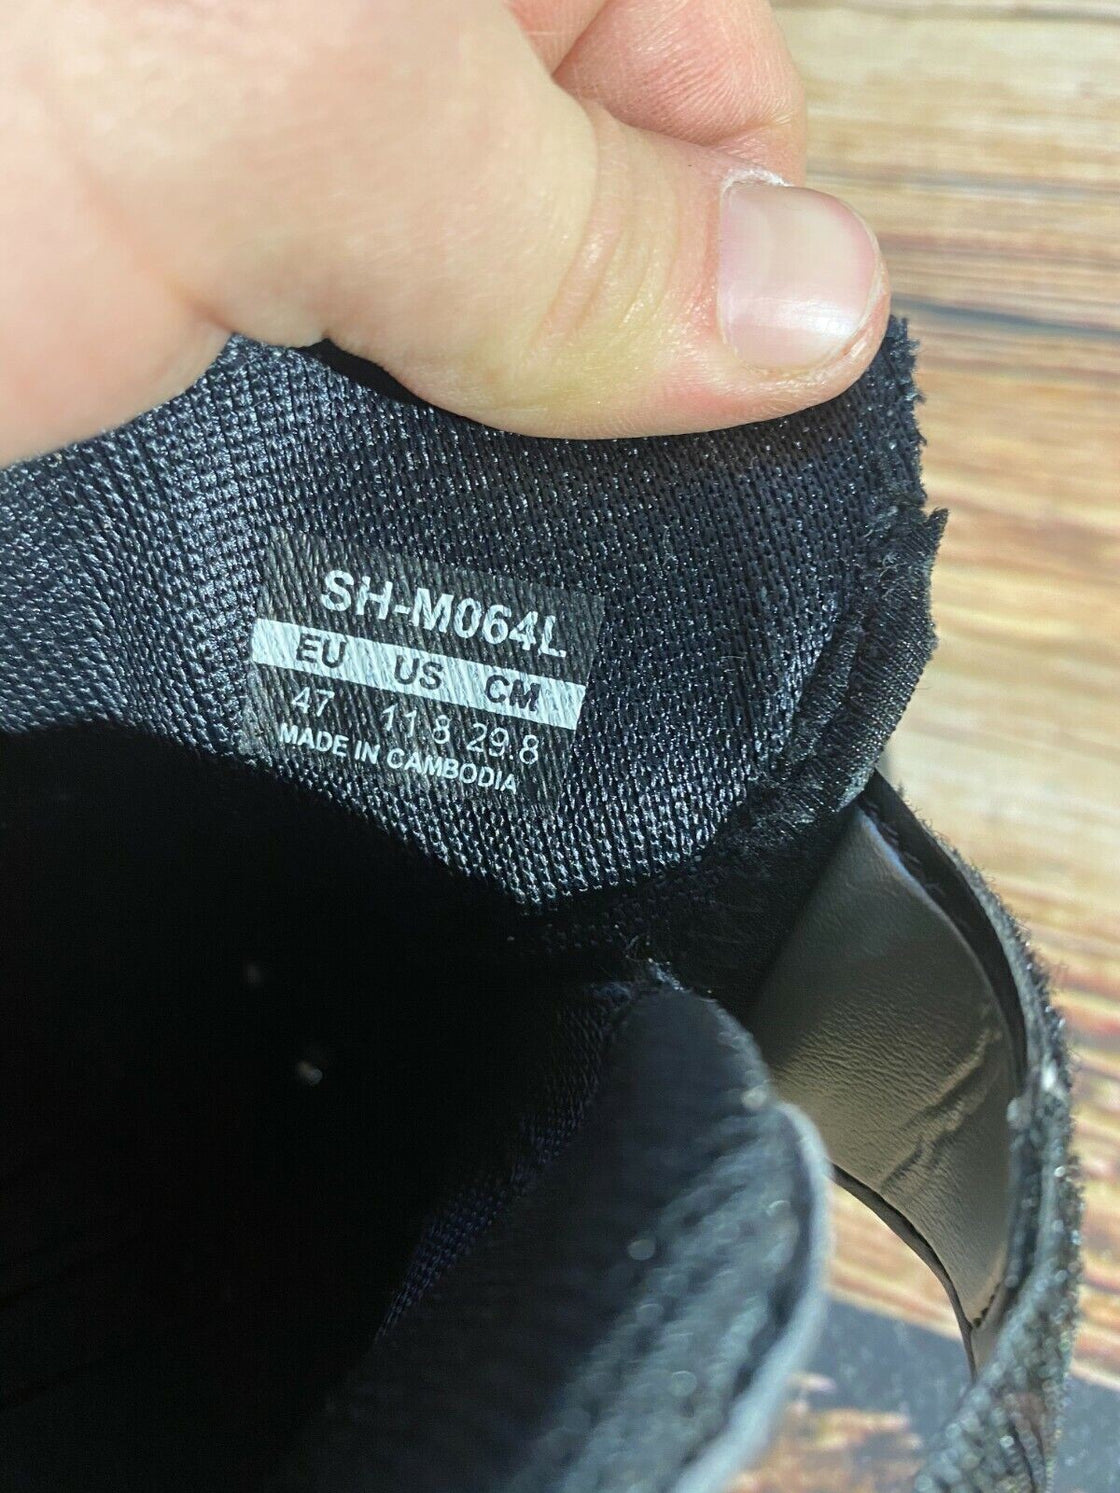 SH-M064L
EU US CM
47 11 8 29 8
MADE IN CAMBODIA